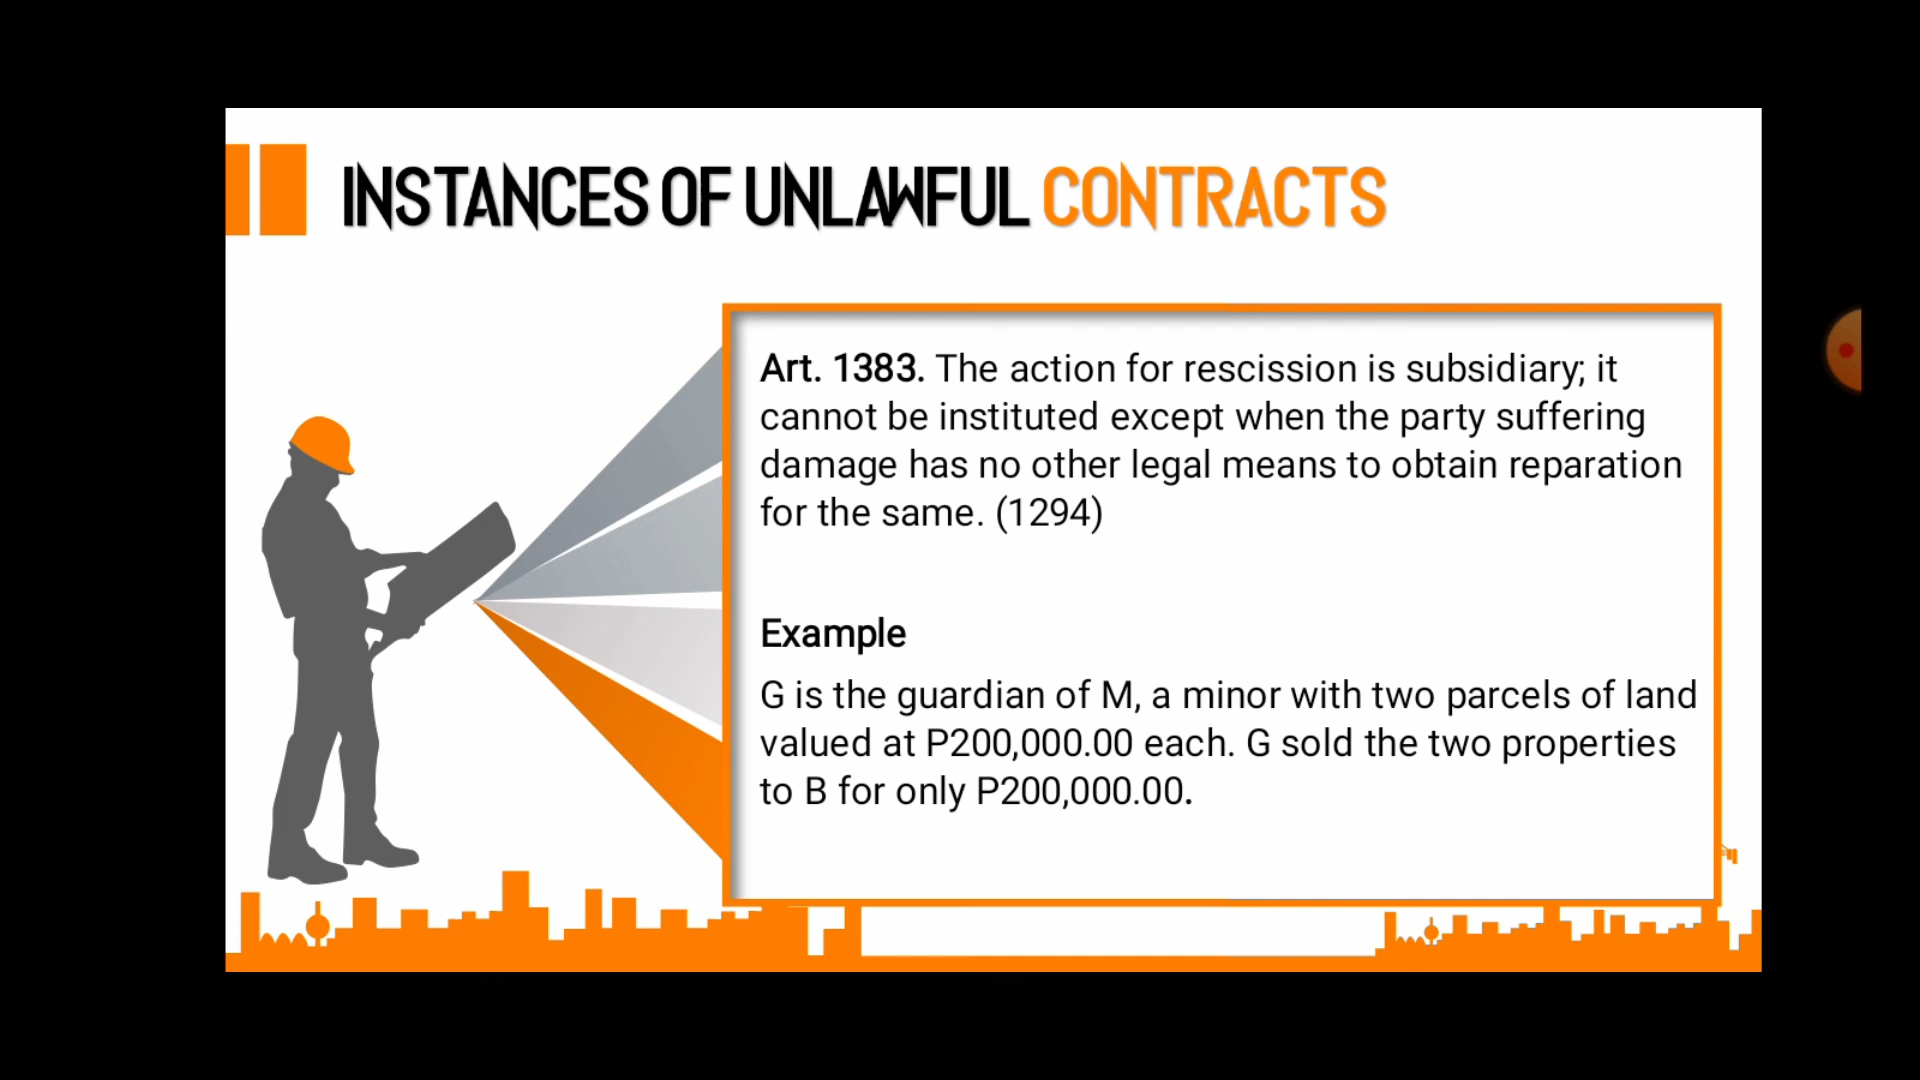 INSTANCES OF UNLAWFUL CONTRACTS
Art. 1383. The action for rescission is subsidiary; it
cannot be instituted except when the party suffering
damage has no other legal means to obtain reparation
for the same. (1294)
Example
G is the guardian of M, a minor with two parcels of land
valued at P200,000.00 each. G sold the two properties
to B for only P200,000.00.